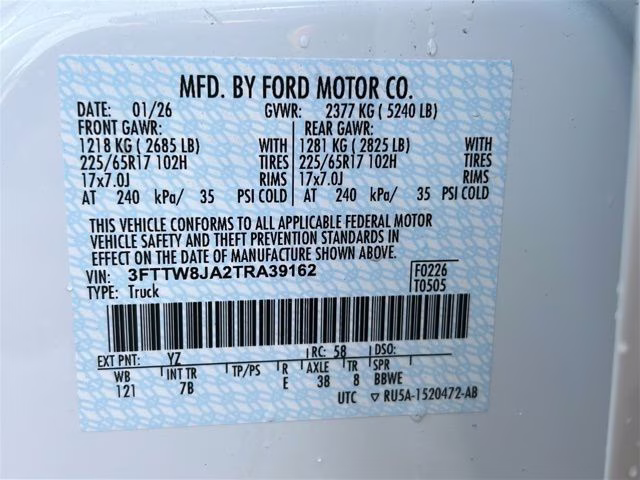 MFD. BY FORD MOTOR CO.
DATE: 01/26 GVWR: 2377 KG ( 5240 LB)
FRONT GAWR: REAR GAWR:
1218 KG ( 2685 LB) WITH 1281 KG ( 2825 LB) WITH
225/65R17 102H TIRES 225/65R17 102H TIRES
17x7.0J RIMS 17x7.0J RIMS
AT 240 kPa/ 35 PSI COLD AT 240 kPa/ 35 PSI COLD
THIS VEHICLE CONFORMS TO ALL APPLICABLE FEDERAL MOTOR
VEHICLE SAFETY AND THEFT PREVENTION STANDARDS IN
EFFECT ON THE DATE OF MANUFACTURE SHOWN ABOVE.
VIN: 3FTTW8JA2TRA39162 F0226
TYPE: Truck T0505
EXT PNT: YZ RC: 58 DSO:
WB INT TR TP/PS R AXLE TR SPR
121 7B E 38 8 BBWE
UTC ▽ RU5A-1520472-AB